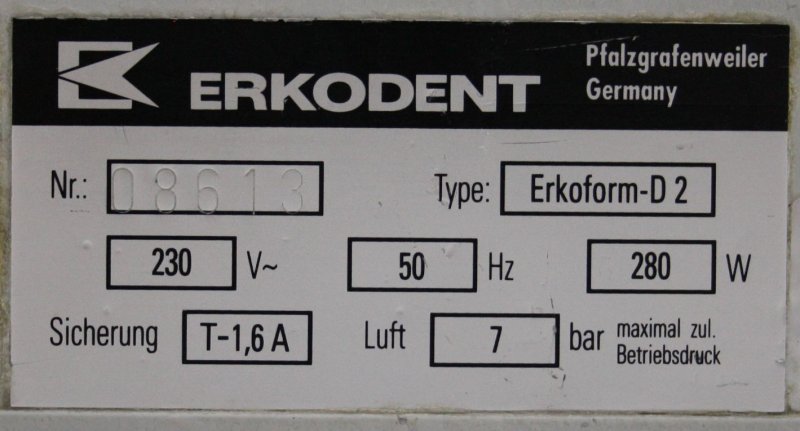 ERKODENT
Pfalzgrafenweiler
Germany
Nr.: 08613 Type: Erkoform-D 2
230 V~ 50 Hz 280 W
Sicherung T-1,6 A Luft 7 bar maximal zul.
Betriebsdruck